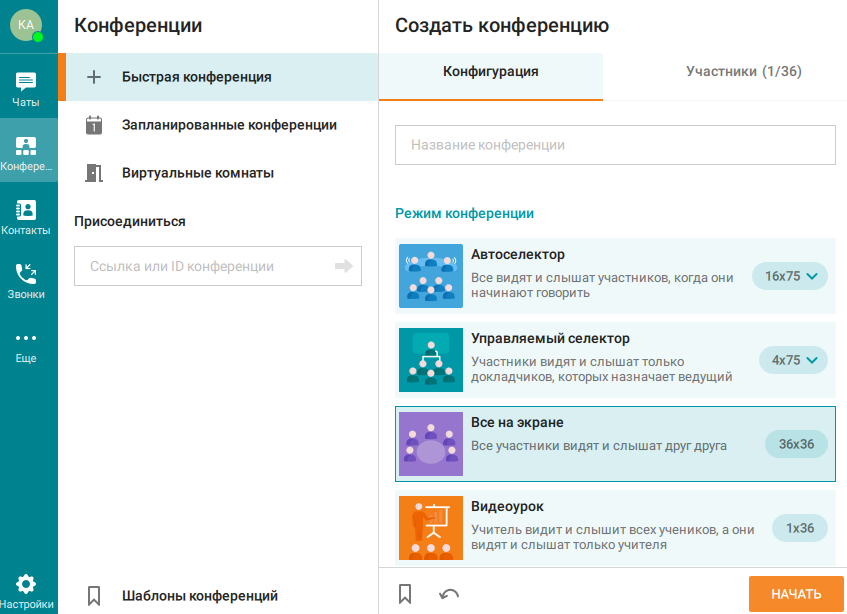 КА
Чаты
Конфере...
Контакты
Звонки
Еще
Настройки
Конференции
Быстрая конференция
1
Запланированные конференции
Виртуальные комнаты
Присоединиться
Ссылка или ID конференции
Шаблоны конференций
Создать конференцию
Конфигурация
Участники (1/36)
Название конференции
Режим конференции
Автоселектор
Все видят и слышат участников, когда они
начинают говорить
16x75
Управляемый селектор
Участники видят и слышат только
докладчиков, которых назначает ведущий
4x75
Все на экране
Все участники видят и слышат друг друга
36x36
Видеоурок
Учитель видит и слышит всех учеников, а они
видят и слышат только учителя
1x36
НАЧАТЬ